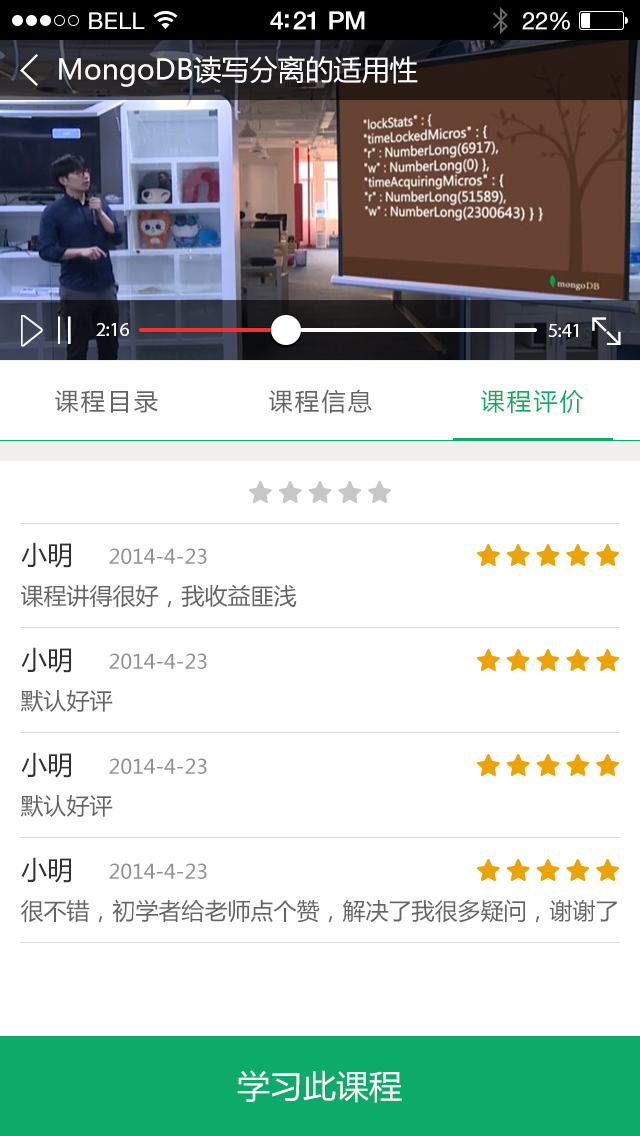 BELL 4:21 PM 22%
MongoDB读写分离的适用性
"lockStats" : {
"timeLockedMicros" : {
"r" : NumberLong(6917),
"w" : NumberLong(0) },
"timeAcquiringMicros" : {
"r" : NumberLong(51589),
"w" : NumberLong(2300643) } }
mongoDB
2:16 5:41
课程目录 课程信息 课程评价
小明 2014-4-23
课程讲得很好，我收益匪浅
小明 2014-4-23
默认好评
小明 2014-4-23
默认好评
小明 2014-4-23
很不错，初学者给老师点个赞，解决了我很多疑问，谢谢了
学习此课程